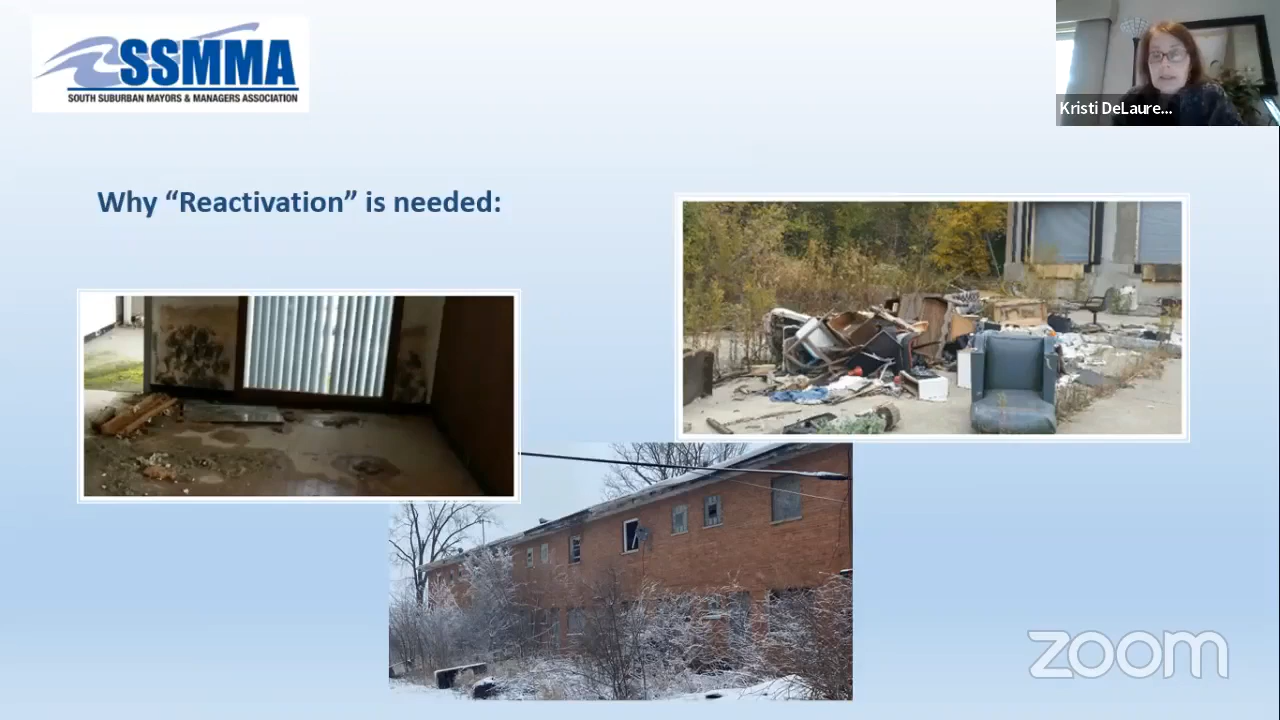 SSMMA
SOUTH SUBURBAN MAYORS & MANAGERS ASSOCIATION
Kristi DeLaure...
Why “Reactivation” is needed:
zoom